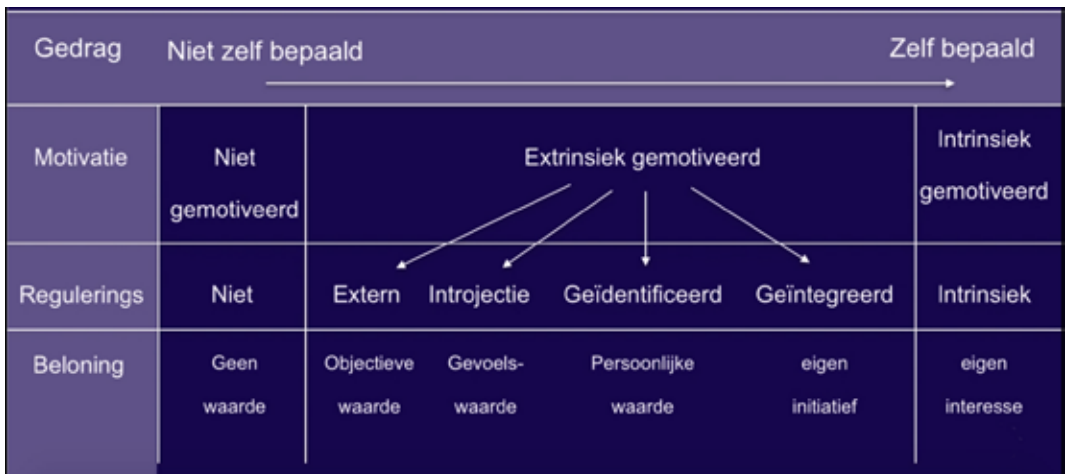 Gedrag Niet zelf bepaald Zelf bepaald
Motivatie Niet gemotiveerd Extrinsiek gemotiveerd Intrinsiek gemotiveerd
Regulerings Niet Extern Introjectie Geïdentificeerd Geïntegreerd Intrinsiek
Beloning Geen Objectieve Gevoels- Persoonlijke eigen eigen
waarde waarde waarde waarde initiatief interesse